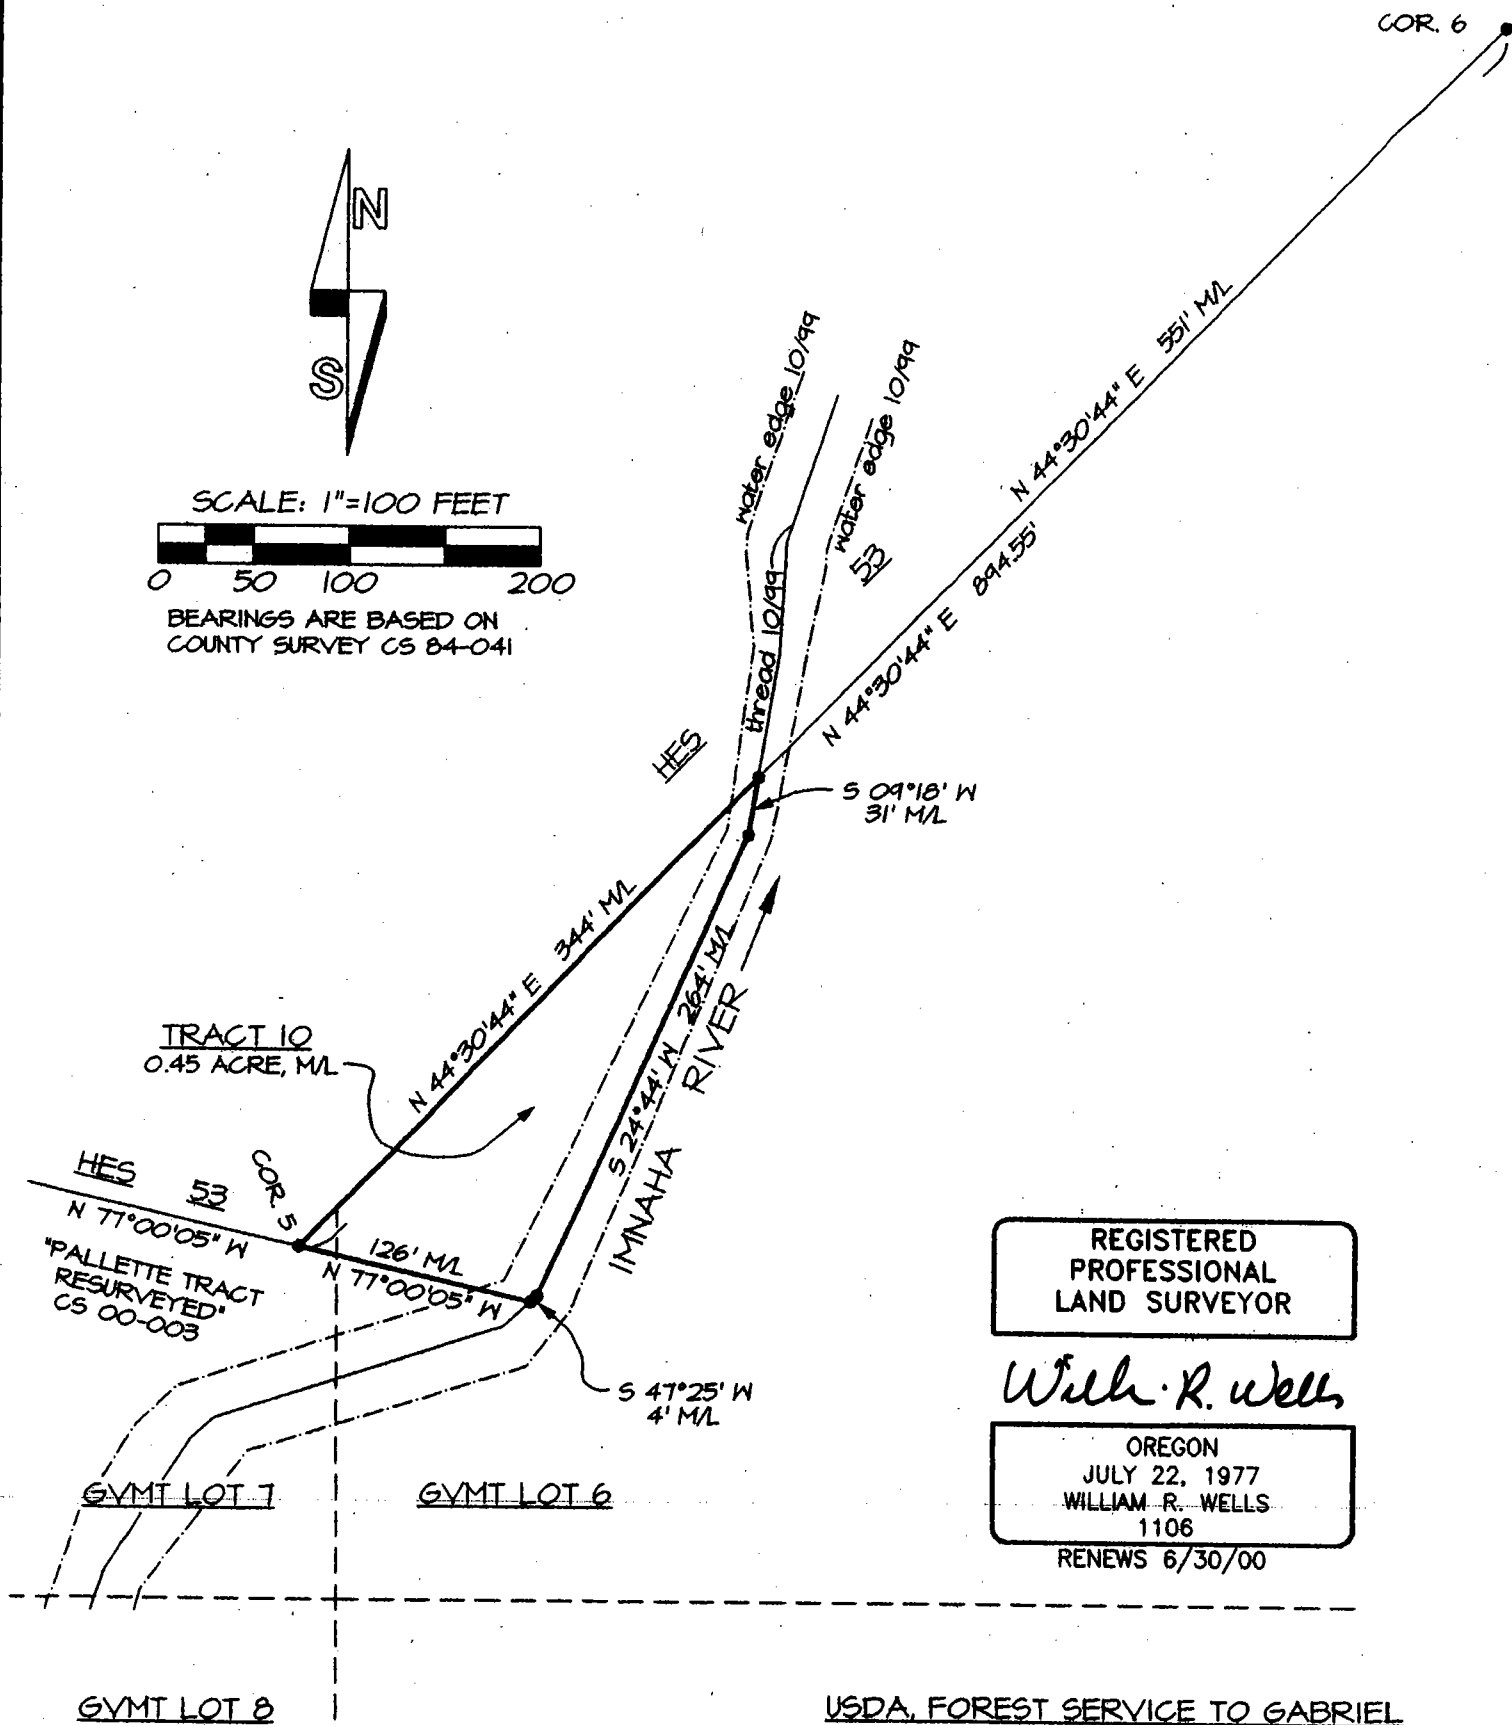 COR. 6
N
S
SCALE: 1"=100 FEET
0 50 100 200
BEARINGS ARE BASED ON
COUNTY SURVEY CS 84-041
water edge 10/99
water edge 10/99
thread 10/99
53
N 44°30'44" E 551' M/L
N 44°30'44" E 894.55'
HES
S 09°18' W
31' M/L
N 44°30'44" E 344' M/L
S 24°44' W 264' M/L
IMNAHA RIVER
TRACT 10
0.45 ACRE, M/L
HES 53
COR. 5
N 77°00'05" W
"PALLETTE TRACT
RESURVEYED"
CS 00-003
126' M/L
N 77°00'05" W
S 47°25' W
4' M/L
REGISTERED
PROFESSIONAL
LAND SURVEYOR
Will. R. Wells
OREGON
JULY 22, 1977
WILLIAM R. WELLS
1106
RENEWS 6/30/00
GVMT LOT 7
GVMT LOT 6
GVMT LOT 8
USDA, FOREST SERVICE TO GABRIEL